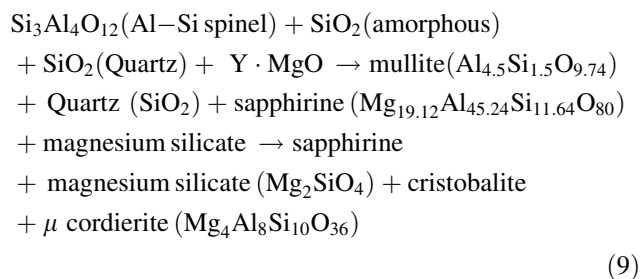 Si₃Al₄O₁₂(Al−Si spinel) + SiO₂(amorphous)
+ SiO₂(Quartz) + Y · MgO → mullite(Al₄.₅Si₁.₅O₉.₇₄)
+ Quartz (SiO₂) + sapphirine (Mg₁₉.₁₂Al₄₅.₂₄Si₁₁.₆₄O₈₀)
+ magnesium silicate → sapphirine
+ magnesium silicate (Mg₂SiO₄) + cristobalite
+ μ cordierite (Mg₄Al₈Si₁₀O₃₆)
(9)